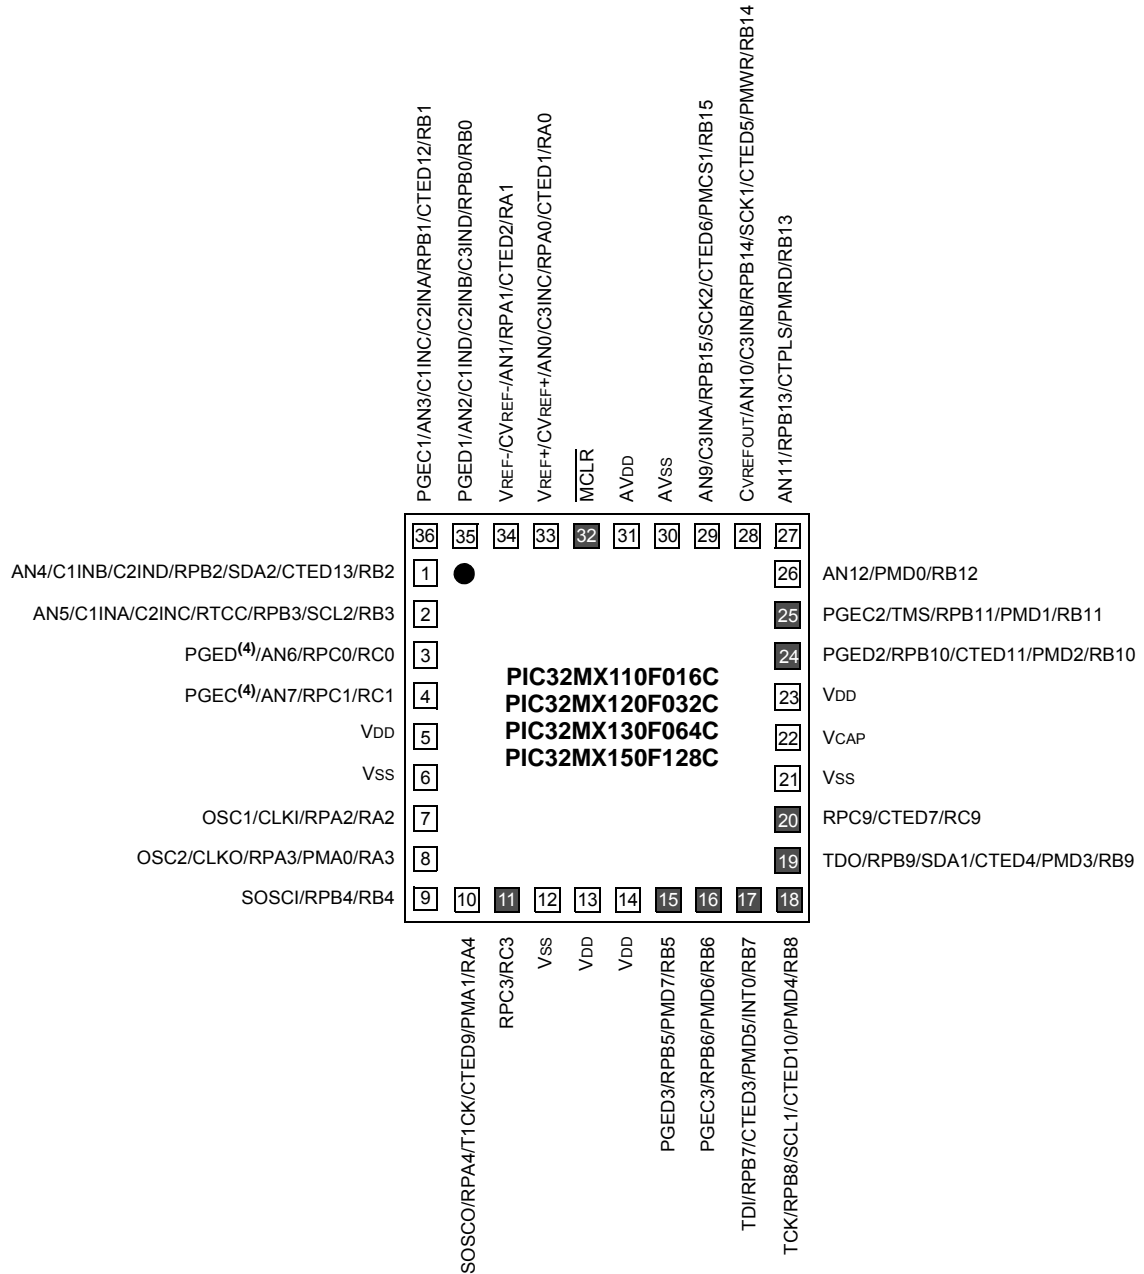 PGEC1/AN3/C1INC/C2INA/RPB1/CTED12/RB1
PGED1/AN2/C1IND/C2INB/C3IND/RPB0/RB0
VREF-/CVREF-/AN1/RPA1/CTED2/RA1
VREF+/CVREF+/AN0/C3INC/RPA0/CTED1/RA0
MCLR
AVDD
AVSS
AN9/C3INA/RPB15/SCK2/CTED6/PMCS1/RB15
CVREFOUT/AN10/C3INB/RPB14/SCK1/CTED5/PMWR/RB14
AN11/RPB13/CTPLS/PMRD/RB13
36 35 34 33 32 31 30 29 28 27
AN4/C1INB/C2IND/RPB2/SDA2/CTED13/RB2 1
AN5/C1INA/C2INC/RTCC/RPB3/SCL2/RB3 2
PGED(4)/AN6/RPC0/RC0 3
PGEC(4)/AN7/RPC1/RC1 4
VDD 5
VSS 6
OSC1/CLKI/RPA2/RA2 7
OSC2/CLKO/RPA3/PMA0/RA3 8
SOSCI/RPB4/RB4 9
PIC32MX110F016C
PIC32MX120F032C
PIC32MX130F064C
PIC32MX150F128C
26 AN12/PMD0/RB12
25 PGEC2/TMS/RPB11/PMD1/RB11
24 PGED2/RPB10/CTED11/PMD2/RB10
23 VDD
22 VCAP
21 VSS
20 RPC9/CTED7/RC9
19 TDO/RPB9/SDA1/CTED4/PMD3/RB9
10 11 12 13 14 15 16 17 18
SOSCO/RPA4/T1CK/CTED9/PMA1/RA4
RPC3/RC3
VSS
VDD
VDD
PGED3/RPB5/PMD7/RB5
PGEC3/RPB6/PMD6/RB6
TDI/RPB7/CTED3/PMD5/INT0/RB7
TCK/RPB8/SCL1/CTED10/PMD4/RB8